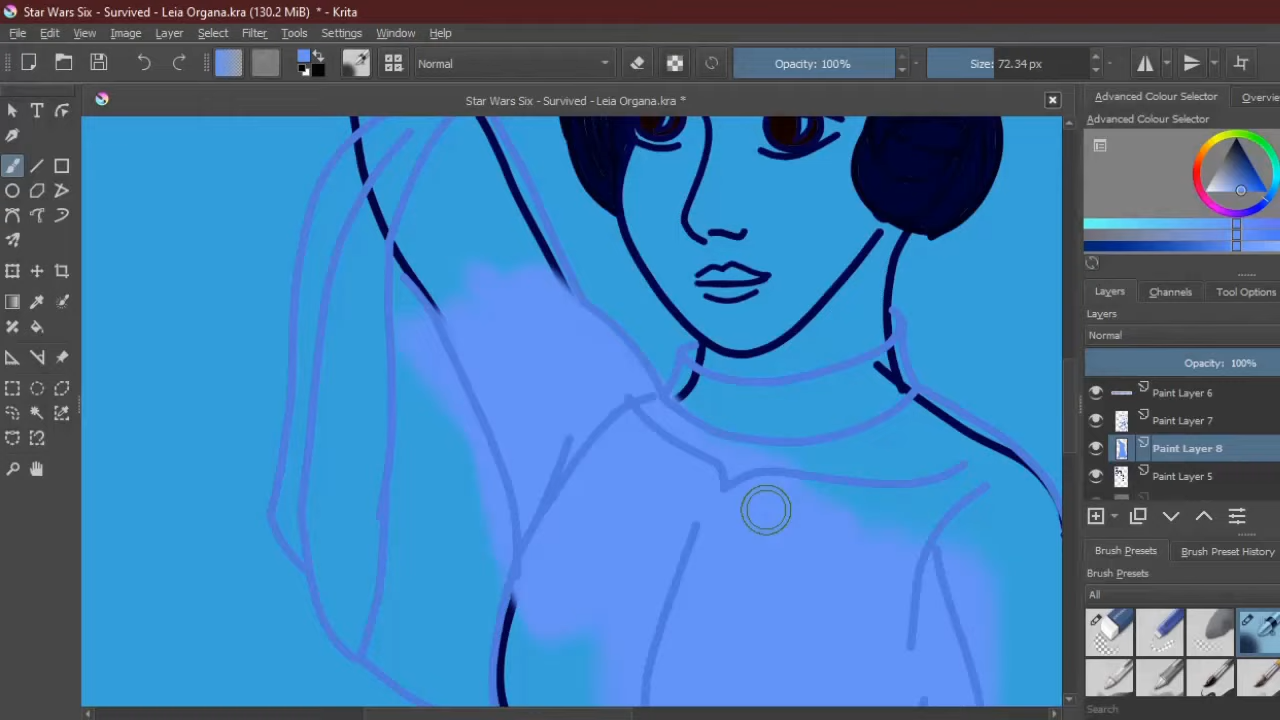 Star Wars Six - Survived - Leia Organa.kra (130.2 MiB) * - Krita
File Edit View Image Layer Filter Tools Select Settings Window Help
Normal
Opacity: 100%
Size: 72.34 px
Star Wars Six - Survived - Leia Organa.kra *
Advanced Colour Selector
Overvie
Advanced Colour Selector
Layers Channels Tool Options
Layers
Normal
Opacity: 100%
Paint Layer 6
Paint Layer 7
Paint Layer 8
Paint Layer 5
Brush Presets Brush Preset History
Brush Presets
All
Search